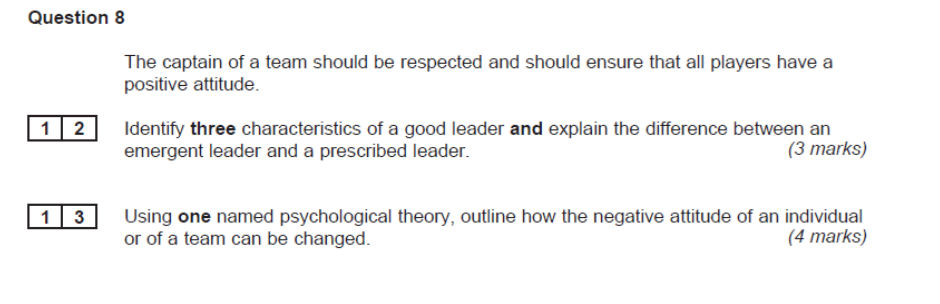 Question 8
The captain of a team should be respected and should ensure that all players have a
positive attitude.
1 2 Identify three characteristics of a good leader and explain the difference between an
emergent leader and a prescribed leader. (3 marks)
1 3 Using one named psychological theory, outline how the negative attitude of an individual
or of a team can be changed. (4 marks)